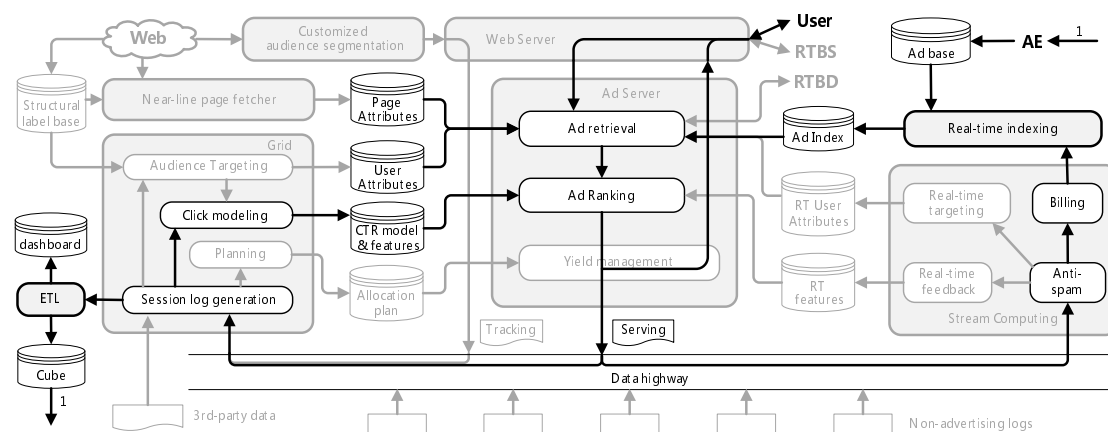 User
Web
Customized
audience segmentation
Web Server
RTBS
Ad base
AE
1
Structural
label base
Near-line page fetcher
Page
Attributes
Ad Server
RTBD
Ad retrieval
Ad Index
Real-time indexing
Grid
Audience Targeting
User
Attributes
Ad Ranking
RT User
Attributes
Real-time
targeting
Billing
Click modeling
CTR model
& features
dashboard
Planning
Yield management
Allocation
plan
RT
features
Real-time
feedback
Anti-
spam
ETL
Session log generation
Stream Computing
Tracking
Serving
Cube
Data highway
1
3rd-party data
Non-advertising logs